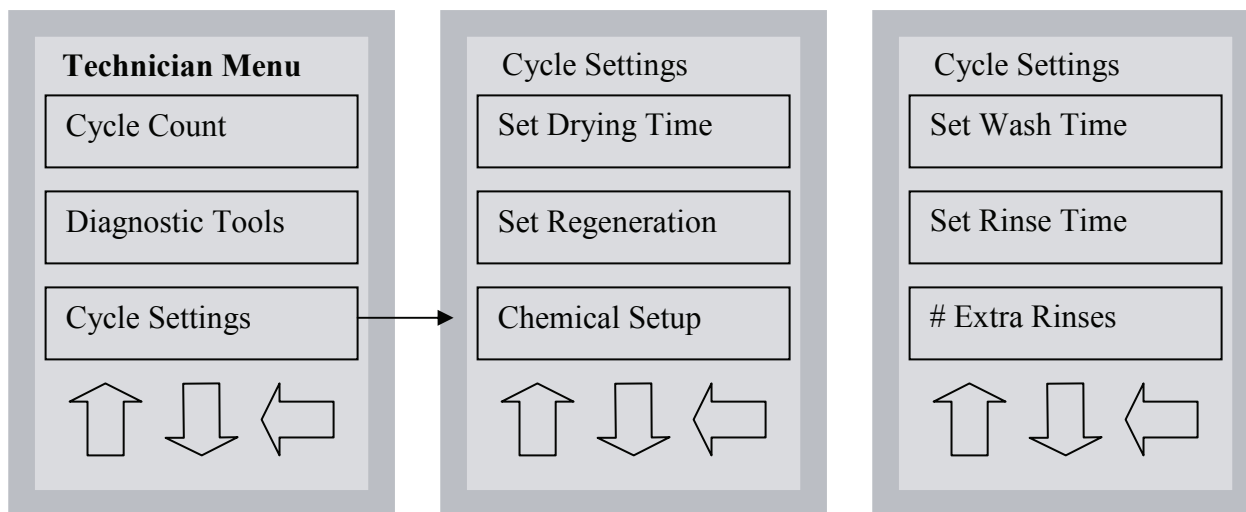 Technician Menu
Cycle Count
Diagnostic Tools
Cycle Settings
Cycle Settings
Set Drying Time
Set Regeneration
Chemical Setup
Cycle Settings
Set Wash Time
Set Rinse Time
# Extra Rinses